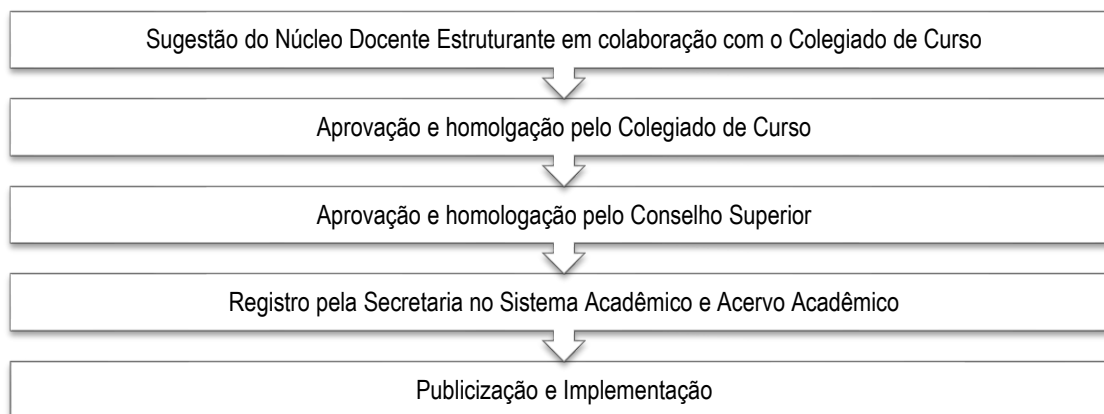 Sugestão do Núcleo Docente Estruturante em colaboração com o Colegiado de Curso
Aprovação e homolgação pelo Colegiado de Curso
Aprovação e homologação pelo Conselho Superior
Registro pela Secretaria no Sistema Acadêmico e Acervo Acadêmico
Publicização e Implementação